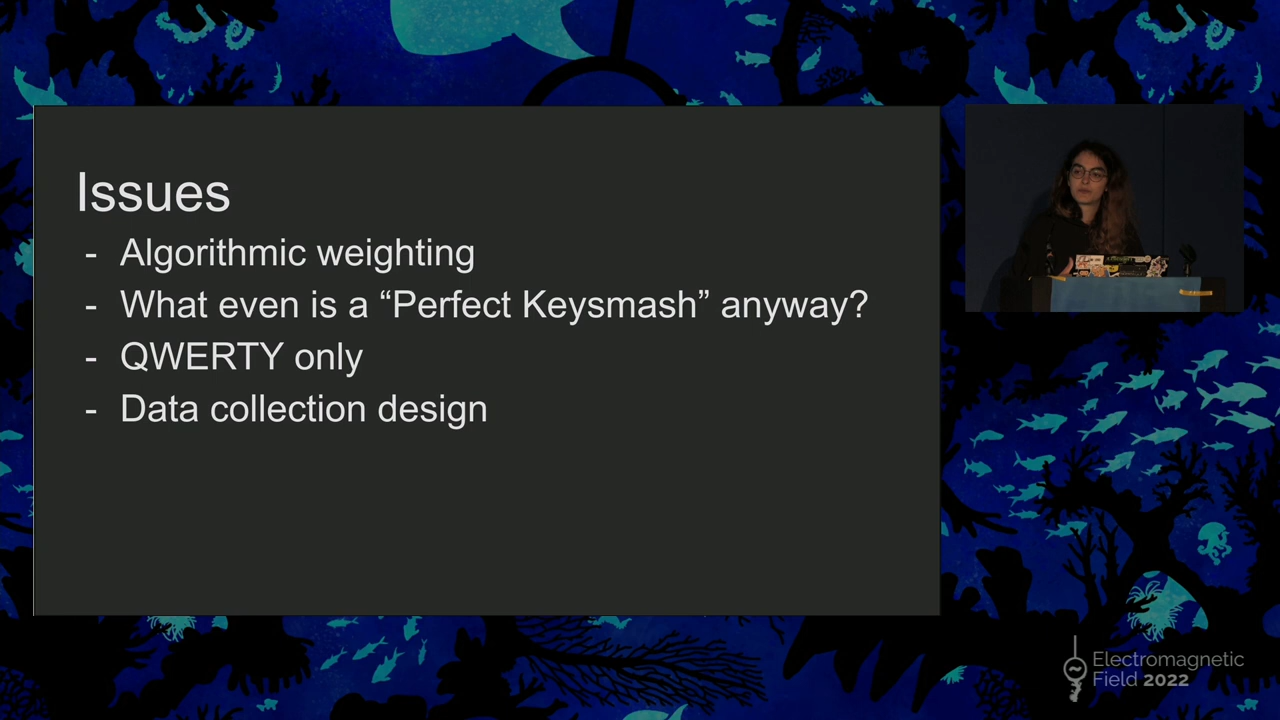 Issues
- Algorithmic weighting
- What even is a “Perfect Keysmash” anyway?
- QWERTY only
- Data collection design
Electromagnetic
Field 2022